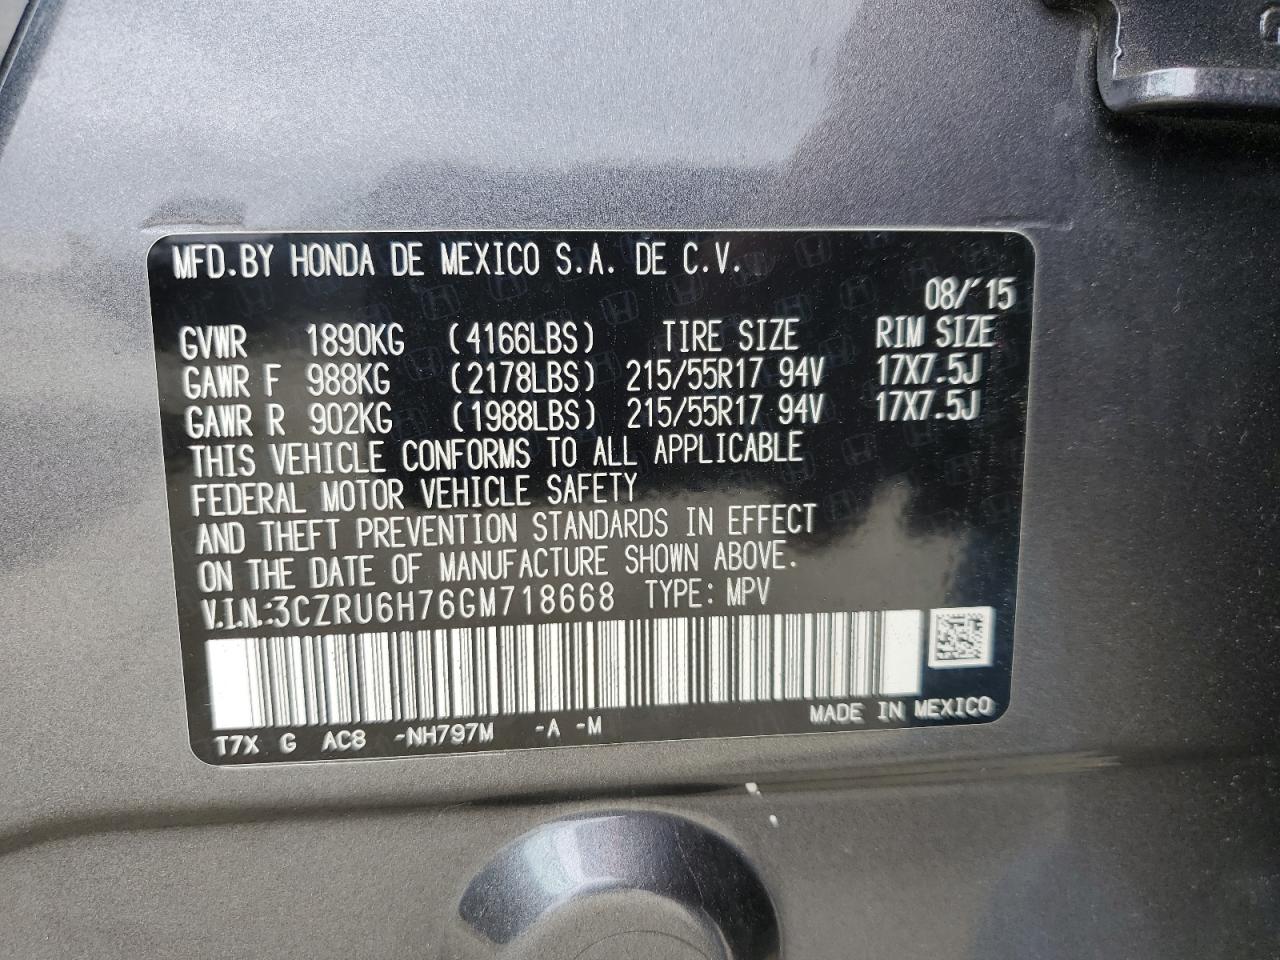 MFD.BY HONDA DE MEXICO S.A. DE C.V.
08/'15
GVWR 1890KG (4166LBS) TIRE SIZE RIM SIZE
GAWR F 988KG (2178LBS) 215/55R17 94V 17X7.5J
GAWR R 902KG (1988LBS) 215/55R17 94V 17X7.5J
THIS VEHICLE CONFORMS TO ALL APPLICABLE
FEDERAL MOTOR VEHICLE SAFETY
AND THEFT PREVENTION STANDARDS IN EFFECT
ON THE DATE OF MANUFACTURE SHOWN ABOVE.
V.I.N.:3CZRU6H76GM718668 TYPE: MPV
MADE IN MEXICO
T7X G AC8 -NH797M -A -M